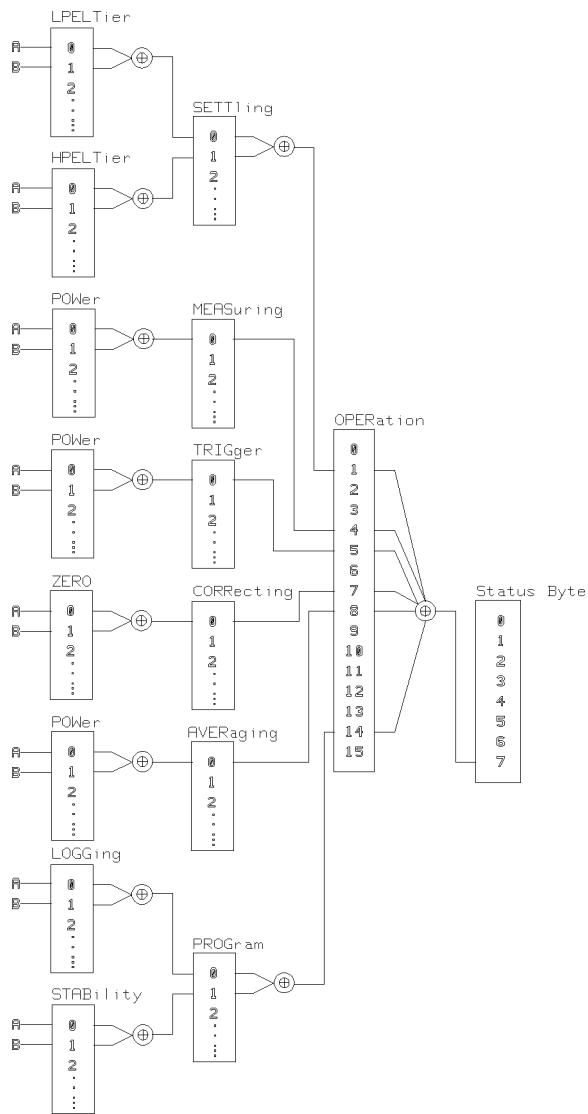 LPELTier
A
B
0
1
2
SETTling
0
1
2
HPELTier
A
B
0
1
2
POWer
A
B
0
1
2
MEASuring
0
1
2
POWer
A
B
0
1
2
TRIGger
0
1
2
ZERO
A
B
0
1
2
CORRecting
0
1
2
POWer
A
B
0
1
2
AVERaging
0
1
2
LOGGing
A
B
0
1
2
PROGram
0
1
2
STABility
A
B
0
1
2
OPERation
0
1
2
3
4
5
6
7
8
9
10
11
12
13
14
15
Status Byte
0
1
2
3
4
5
6
7